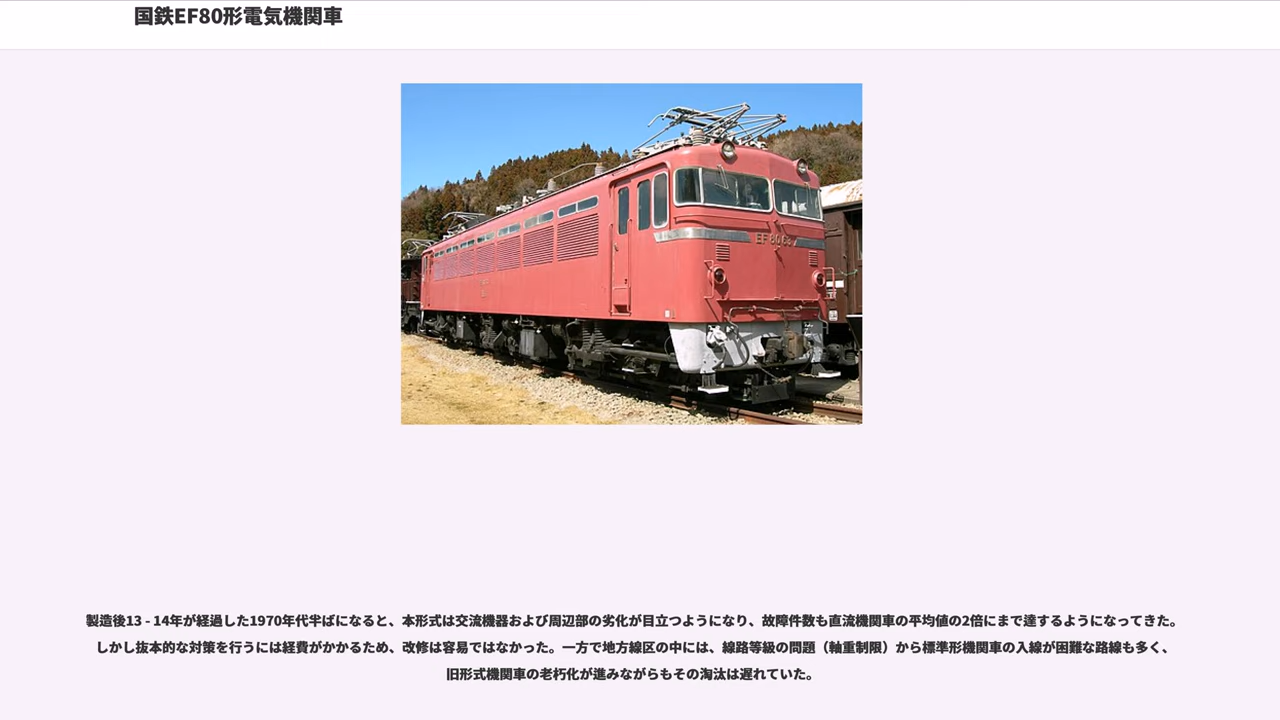 国鉄EF80形電気機関車
EF 80 63
製造後13 - 14年が経過した1970年代半ばになると、本形式は交流機器および周辺部の劣化が目立つようになり、故障件数も直流機関車の平均値の2倍にまで達するようになってきた。
しかし抜本的な対策を行うには経費がかかるため、改修は容易ではなかった。一方で地方線区の中には、線路等級の問題（軸重制限）から標準形機関車の入線が困難な路線も多く、
旧形式機関車の老朽化が進みながらもその淘汰は遅れていた。